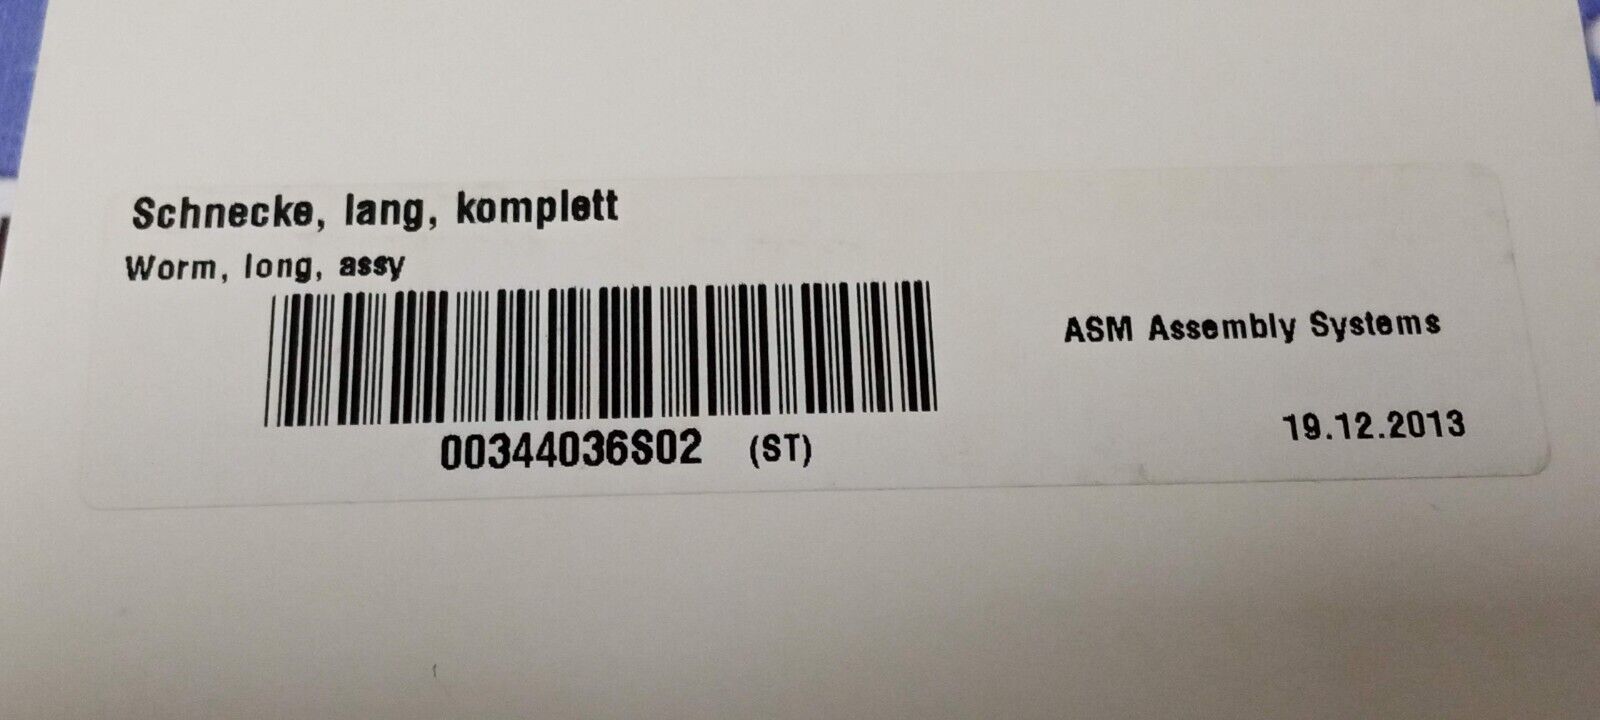 Schnecke, lang, komplett
Worm, long, assy
ASM Assembly Systems
00344036S02 (ST)
19.12.2013